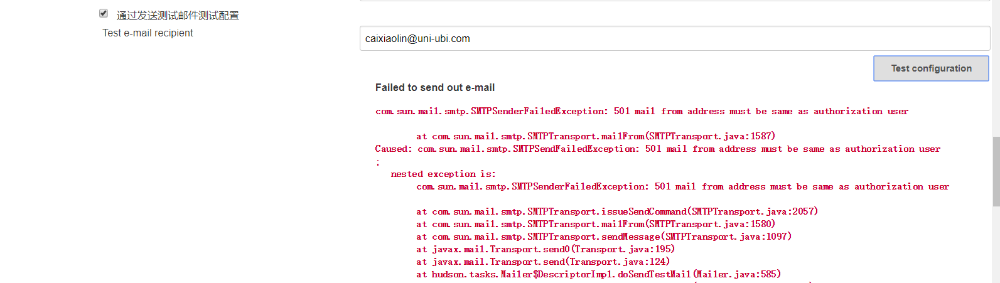 通过发送测试邮件测试配置
Test e-mail recipient
caixiaolin@uni-ubi.com
Test configuration
Failed to send out e-mail
com.sun.mail.smtp.SMTPSenderFailedException: 501 mail from address must be same as authorization user
at com.sun.mail.smtp.SMTPTransport.mailFrom(SMTPTransport.java:1587)
Caused: com.sun.mail.smtp.SMTPSendFailedException: 501 mail from address must be same as authorization user
;
nested exception is:
com.sun.mail.smtp.SMTPSenderFailedException: 501 mail from address must be same as authorization user
at com.sun.mail.smtp.SMTPTransport.issueSendCommand(SMTPTransport.java:2057)
at com.sun.mail.smtp.SMTPTransport.mailFrom(SMTPTransport.java:1580)
at com.sun.mail.smtp.SMTPTransport.sendMessage(SMTPTransport.java:1097)
at javax.mail.Transport.send0(Transport.java:195)
at javax.mail.Transport.send(Transport.java:124)
at hudson.tasks.Mailer$DescriptorImpl.doSendTestMail(Mailer.java:585)